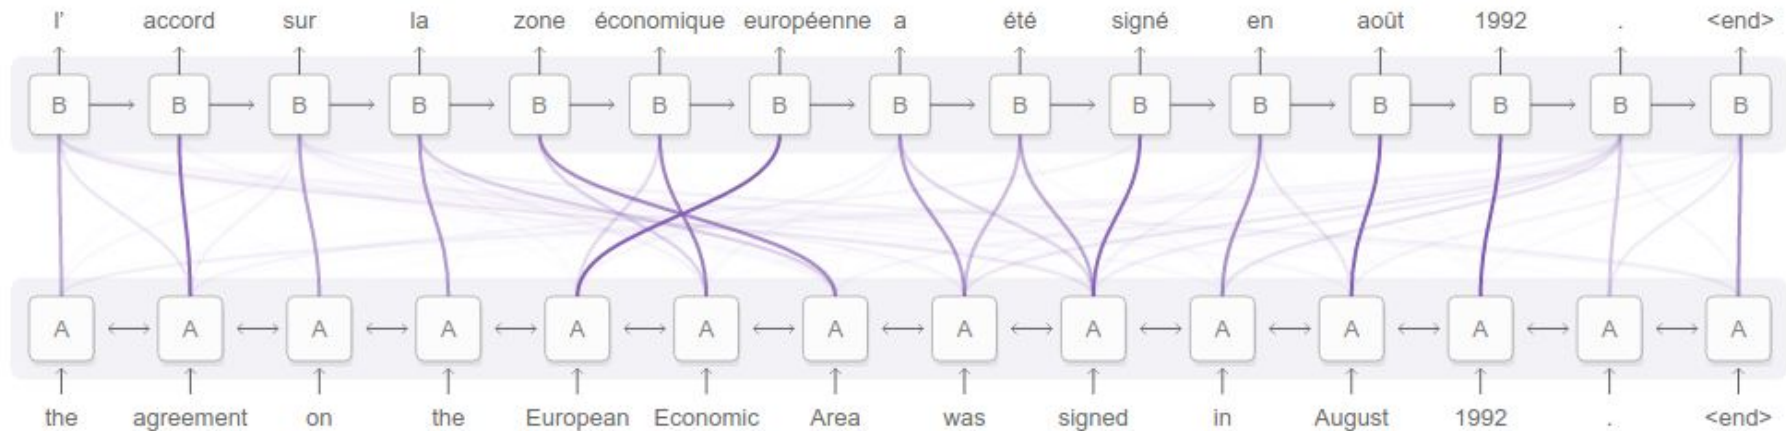 l' accord sur la zone économique européenne a été signé en août 1992 . <end>
B B B B B B B B B B B B B B B
A A A A A A A A A A A A A A
the agreement on the European Economic Area was signed in August 1992 . <end>